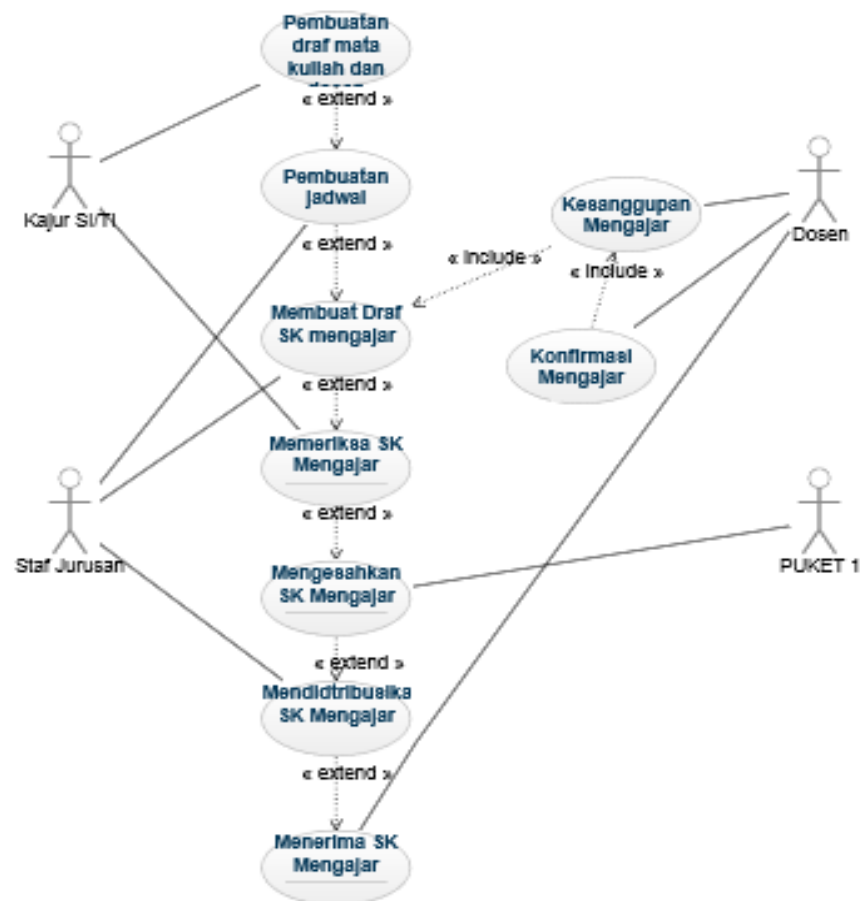 Pembuatan
draf mata
kuliah dan
« extend »
Pembuatan
jadwal
Kajur SI/TI
Kesanggupan
Mengajar
Dosen
« extend »
« include »
« include »
Membuat Draf
SK mengajar
Konfirmasi
Mengajar
« extend »
Memeriksa SK
Mengajar
« extend »
Staf Jurusan
PUKET 1
Mengesahkan
SK Mengajar
« extend »
Mendidtribusika
SK Mengajar
« extend »
Menerima SK
Mengajar